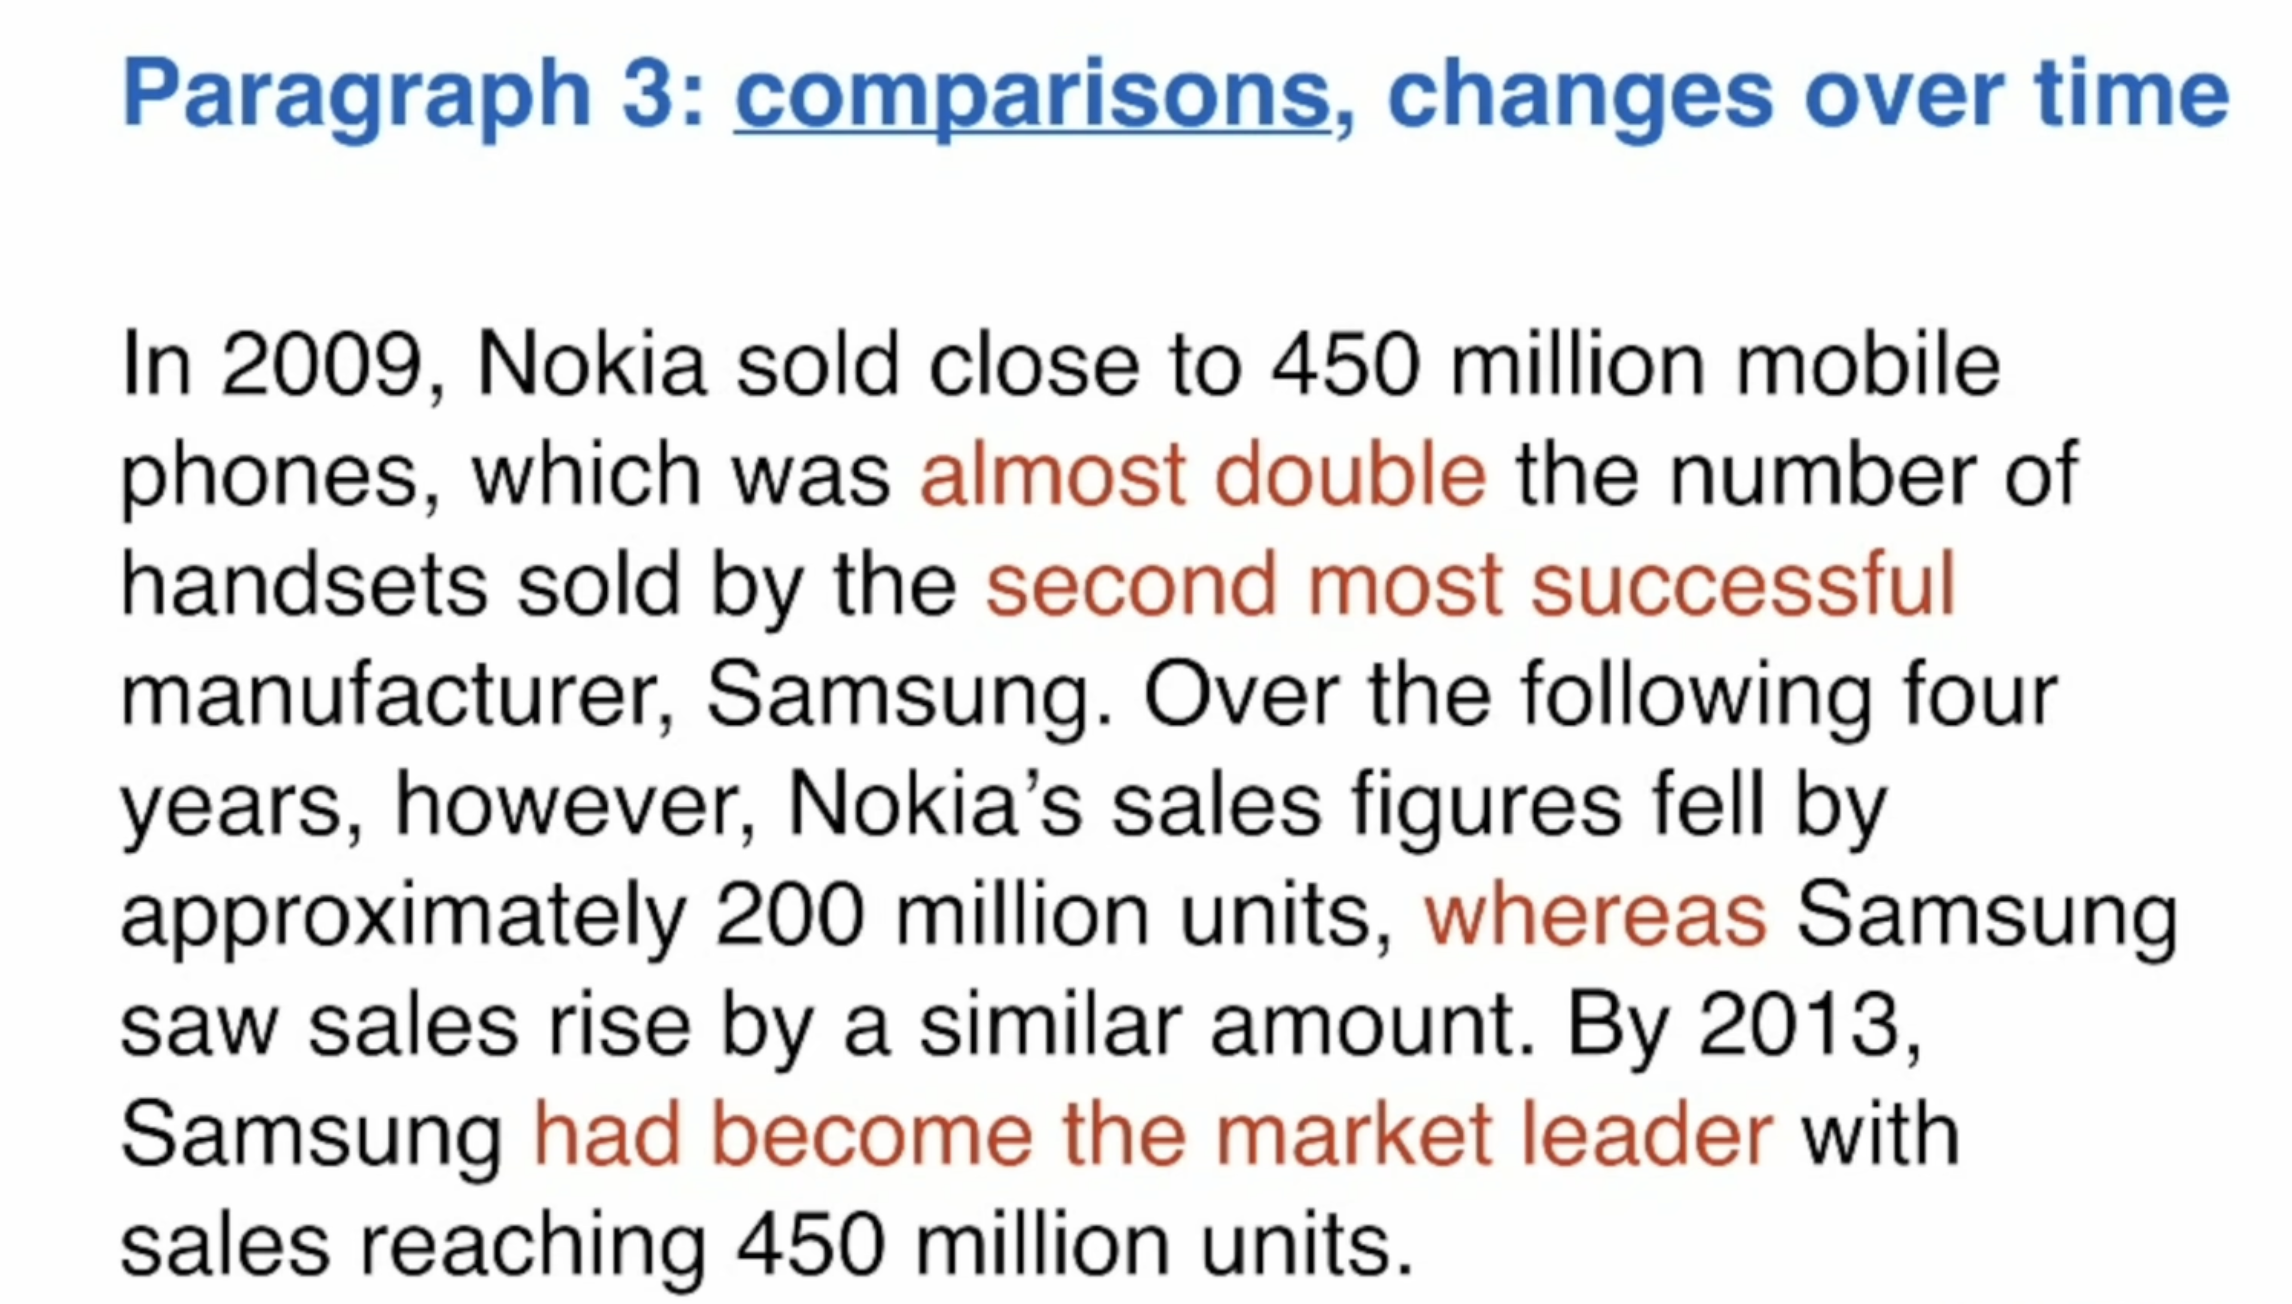 Paragraph 3: comparisons, changes over time
In 2009, Nokia sold close to 450 million mobile
phones, which was almost double the number of
handsets sold by the second most successful
manufacturer, Samsung. Over the following four
years, however, Nokia’s sales figures fell by
approximately 200 million units, whereas Samsung
saw sales rise by a similar amount. By 2013,
Samsung had become the market leader with
sales reaching 450 million units.